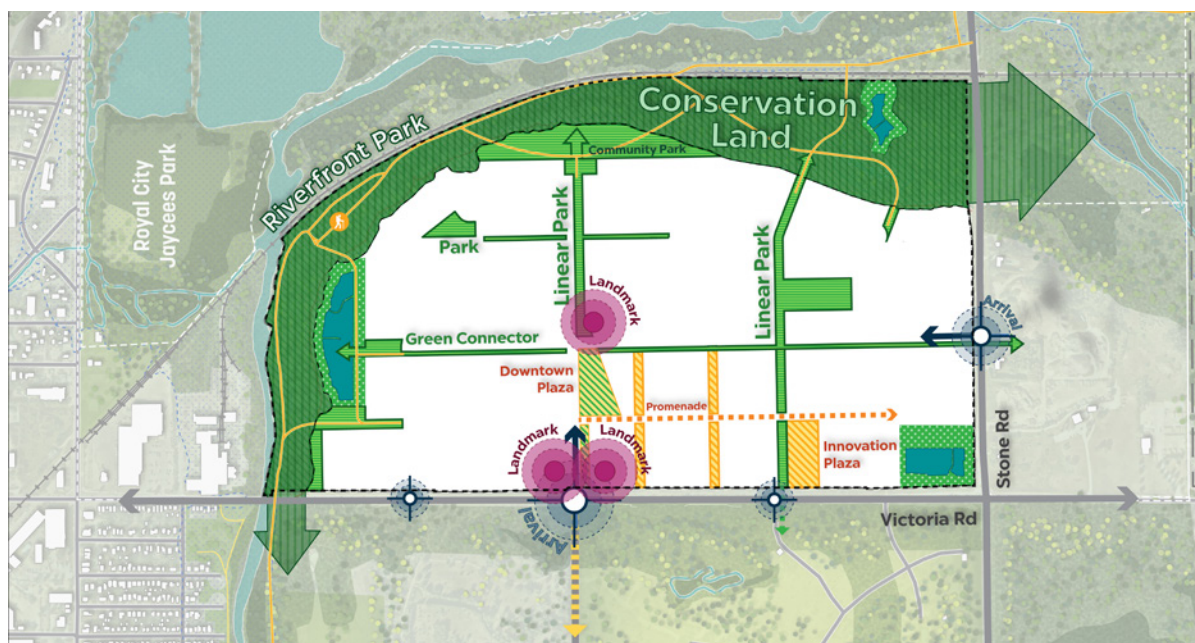 Conservation
Land
Riverfront Park
Community Park
Royal City
Jaycees Park
Park
Linear Park
Linear Park
Landmark
Arrival
Green Connector
Downtown
Plaza
Promenade
Landmark
Landmark
Innovation
Plaza
Stone Rd
Arrival
Victoria Rd